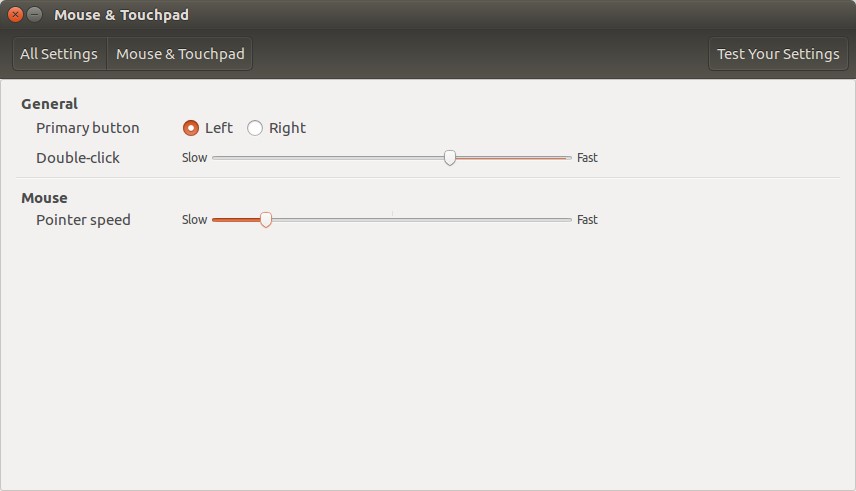 Mouse & Touchpad
All Settings Mouse & Touchpad Test Your Settings
General
Primary button Left Right
Double-click Slow Fast
Mouse
Pointer speed Slow Fast